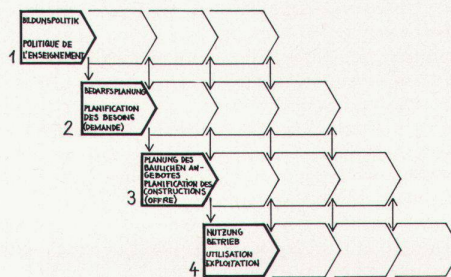 BILDUNSPOLITIK
POLITIQUE DE
L'ENSEIGNEMENT
1
BEDARFSPLANUNG
PLANIFICATION
DES BESOINS
(DEMANDE)
2
PLANUNG DES
BAULICHEN AN-
GEBOTES
PLANIFICATION DES
CONSTRUCTIONS
(OFFRE)
3
NUTZUNG
BETRIEB
UTILISATION
EXPLOITATION
4